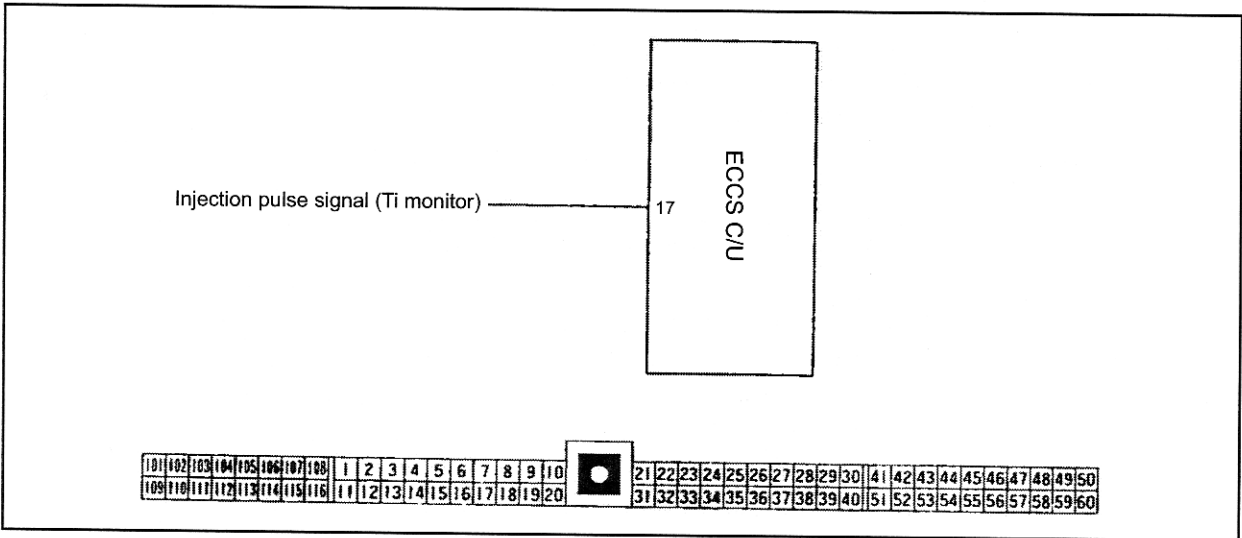 ECCS C/U
Injection pulse signal (Ti monitor)
17
101 102 103 104 105 106 107 108 1 2 3 4 5 6 7 8 9 10 21 22 23 24 25 26 27 28 29 30 41 42 43 44 45 46 47 48 49 50
109 110 111 112 113 114 115 116 11 12 13 14 15 16 17 18 19 20 31 32 33 34 35 36 37 38 39 40 51 52 53 54 55 56 57 58 59 60